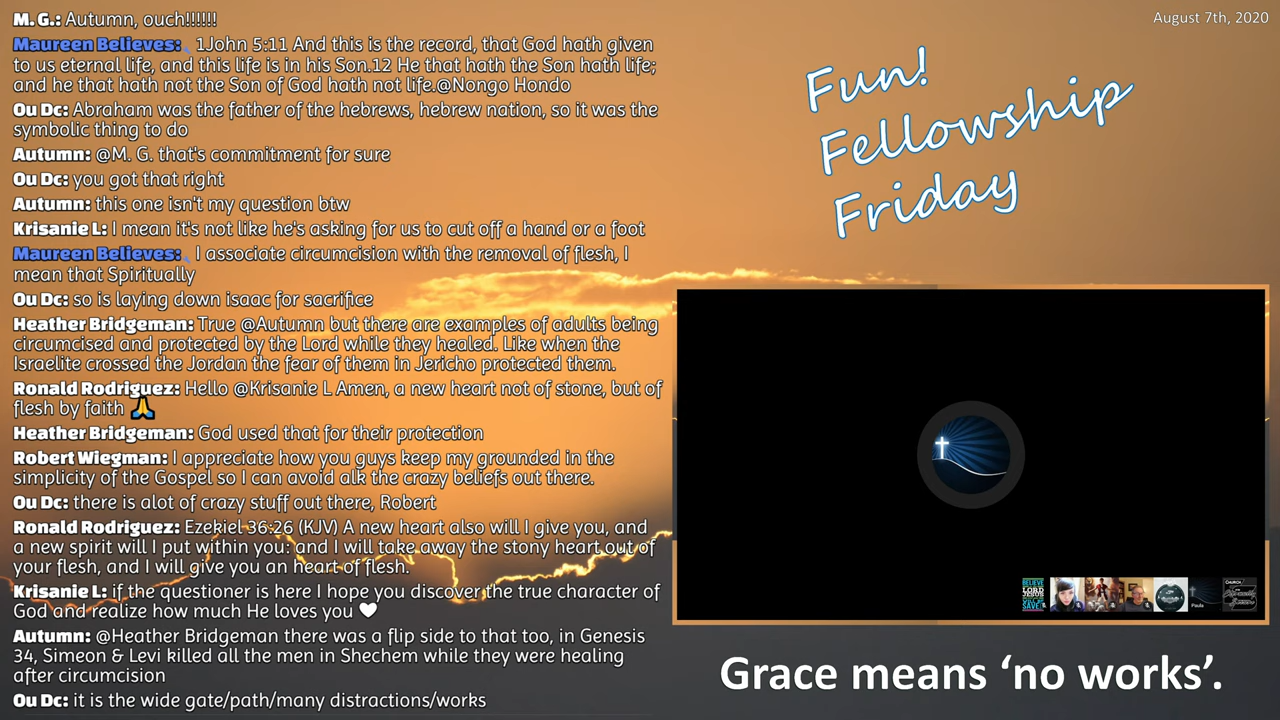 M. G.: Autumn, ouch!!!!!!
Maureen Believes: 1John 5:11 And this is the record, that God hath given
to us eternal life, and this life is in his Son.12 He that hath the Son hath life;
and he that hath not the Son of God hath not life.@Nongo Hondo
Ou Dc: Abraham was the father of the hebrews, hebrew nation, so it was the
symbolic thing to do
Autumn: @M. G. that's commitment for sure
Ou Dc: you got that right
Autumn: this one isn't my question btw
Krisanie L: I mean it's not like he's asking for us to cut off a hand or a foot
Maureen Believes: I associate circumcision with the removal of flesh, I
mean that Spiritually
Ou Dc: so is laying down isaac for sacrifice
Heather Bridgeman: True @Autumn but there are examples of adults being
circumcised and protected by the Lord while they healed. Like when the
Israelite crossed the Jordan the fear of them in Jericho protected them.
Ronald Rodriguez: Hello @Krisanie L Amen, a new heart not of stone, but of
flesh by faith 🙏
Heather Bridgeman: God used that for their protection
Robert Wiegman: I appreciate how you guys keep my grounded in the
simplicity of the Gospel so I can avoid alk the crazy beliefs out there.
Ou Dc: there is alot of crazy stuff out there, Robert
Ronald Rodriguez: Ezekiel 36:26 (KJV) A new heart also will I give you, and
a new spirit will I put within you: and I will take away the stony heart out of
your flesh, and I will give you an heart of flesh.
Krisanie L: if the questioner is here I hope you discover the true character of
God and realize how much He loves you 🤍
Autumn: @Heather Bridgeman there was a flip side to that too, in Genesis
34, Simeon & Levi killed all the men in Shechem while they were healing
after circumcision
Ou Dc: it is the wide gate/path/many distractions/works
August 7th, 2020
Fun!
Fellowship
Friday
BELIEVE
LORD
JESUS
SAVE
Paula
CHURCH
Grace means ‘no works’.